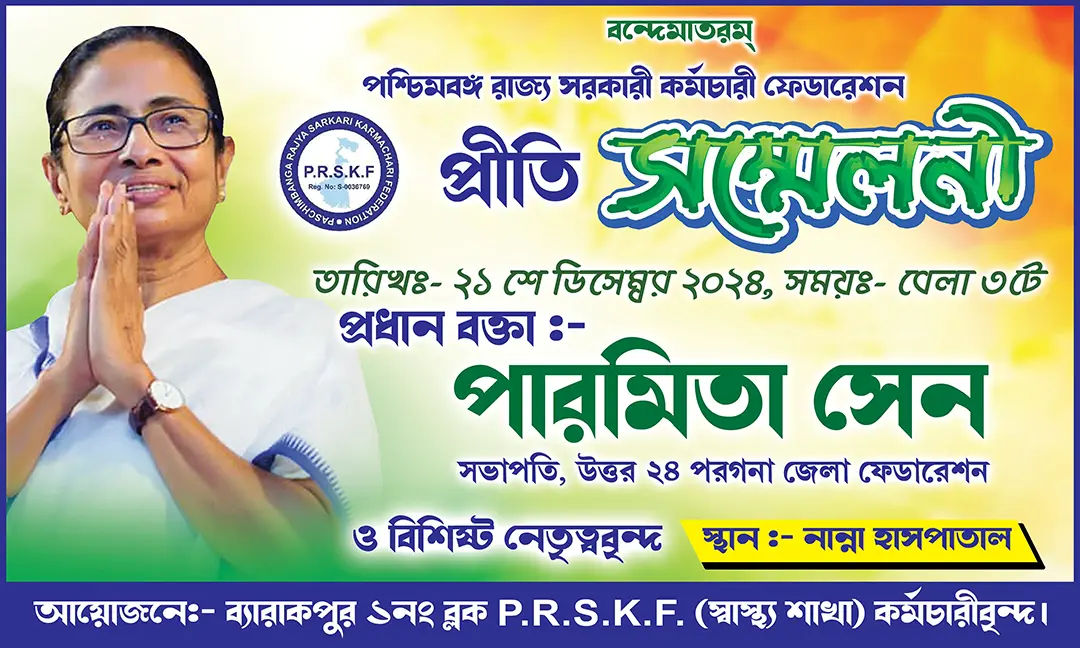 বন্দেমাতরম্
পশ্চিমবঙ্গ রাজ্য সরকারী কর্মচারী ফেডারেশন
PASCHIMBANGA RAJYA SARKARI KARMACHARI FEDERATION
P.R.S.K.F
Reg. No: S-0036769
প্রীতি সম্মেলনী
তারিখঃ- ২১ শে ডিসেম্বর ২০২৪, সময়ঃ- বেলা ৩টে
প্রধান বক্তা :-
পারমিতা সেন
সভাপতি, উত্তর ২৪ পরগনা জেলা ফেডারেশন
ও বিশিষ্ট নেতৃত্ববৃন্দ
স্থান :- নান্না হাসপাতাল
আয়োজনে:- ব্যারাকপুর ১নং ব্লক P.R.S.K.F. (স্বাস্থ্য শাখা) কর্মচারীবৃন্দ।